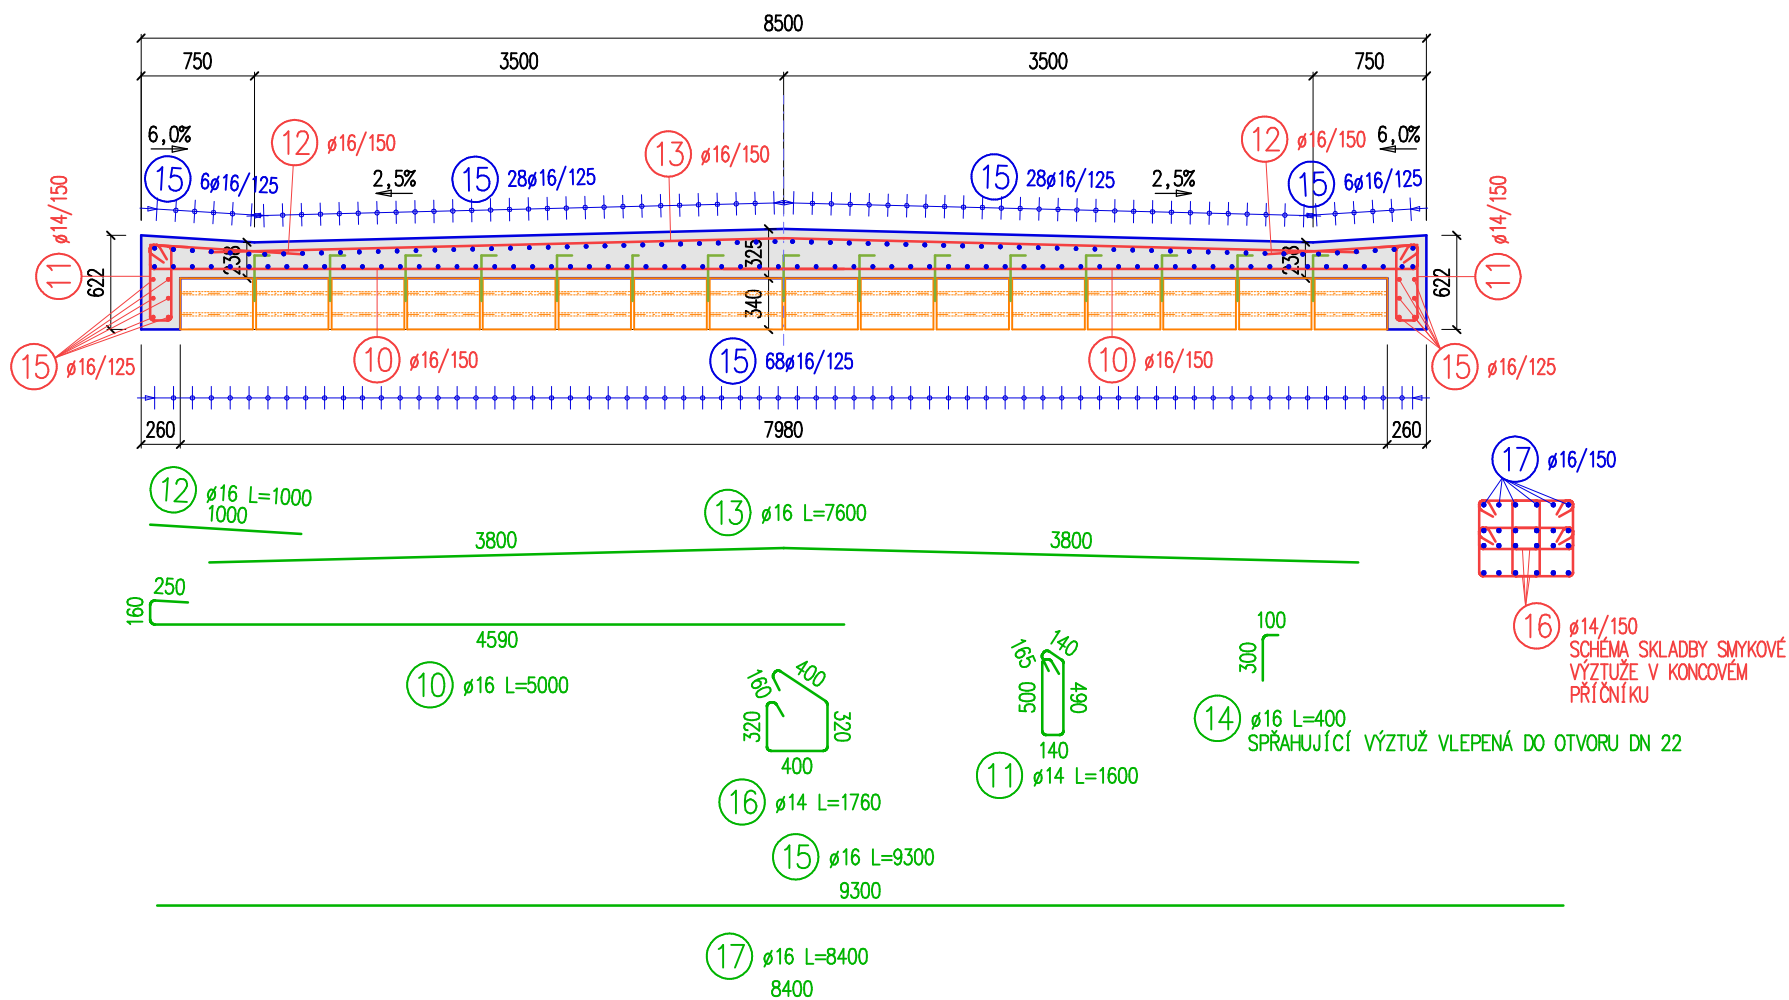 8500
750
3500
3500
750
6,0%
12
ø16/150
13
ø16/150
12
ø16/150
6,0%
15
6ø16/125
2,5%
15
28ø16/125
15
28ø16/125
2,5%
15
6ø16/125
ø14/150
11
622
238
325
340
238
622
ø14/150
11
15
ø16/125
10
ø16/150
15
68ø16/125
10
ø16/150
15
ø16/125
260
7980
260
17
ø16/150
12
ø16 L=1000
1000
13
ø16 L=7600
3800
3800
250
160
4590
10
ø16 L=5000
160
400
320
320
400
16
ø14 L=1760
165
140
500
490
140
11
ø14 L=1600
100
300
14
ø16 L=400
SPŘAHUJÍCÍ VÝZTUŽ VLEPENÁ DO OTVORU DN 22
16
ø14/150
SCHÉMA SKLADBY SMYKOVÉ
VÝZTUŽE V KONCOVÉM
PŘÍČNÍKU
15
ø16 L=9300
9300
17
ø16 L=8400
8400